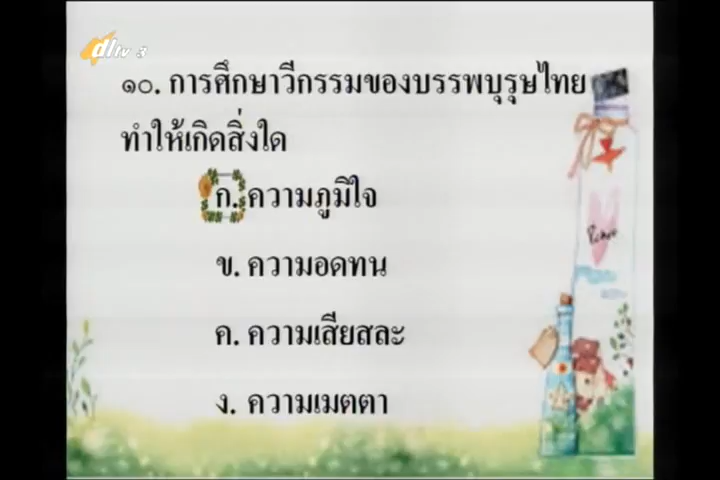 dltv 3
๑๐. การศึกษาวีกรรมของบรรพบุรุษไทย
ทำให้เกิดสิ่งใด
ก. ความภูมิใจ
ข. ความอดทน
ค. ความเสียสละ
ง. ความเมตตา